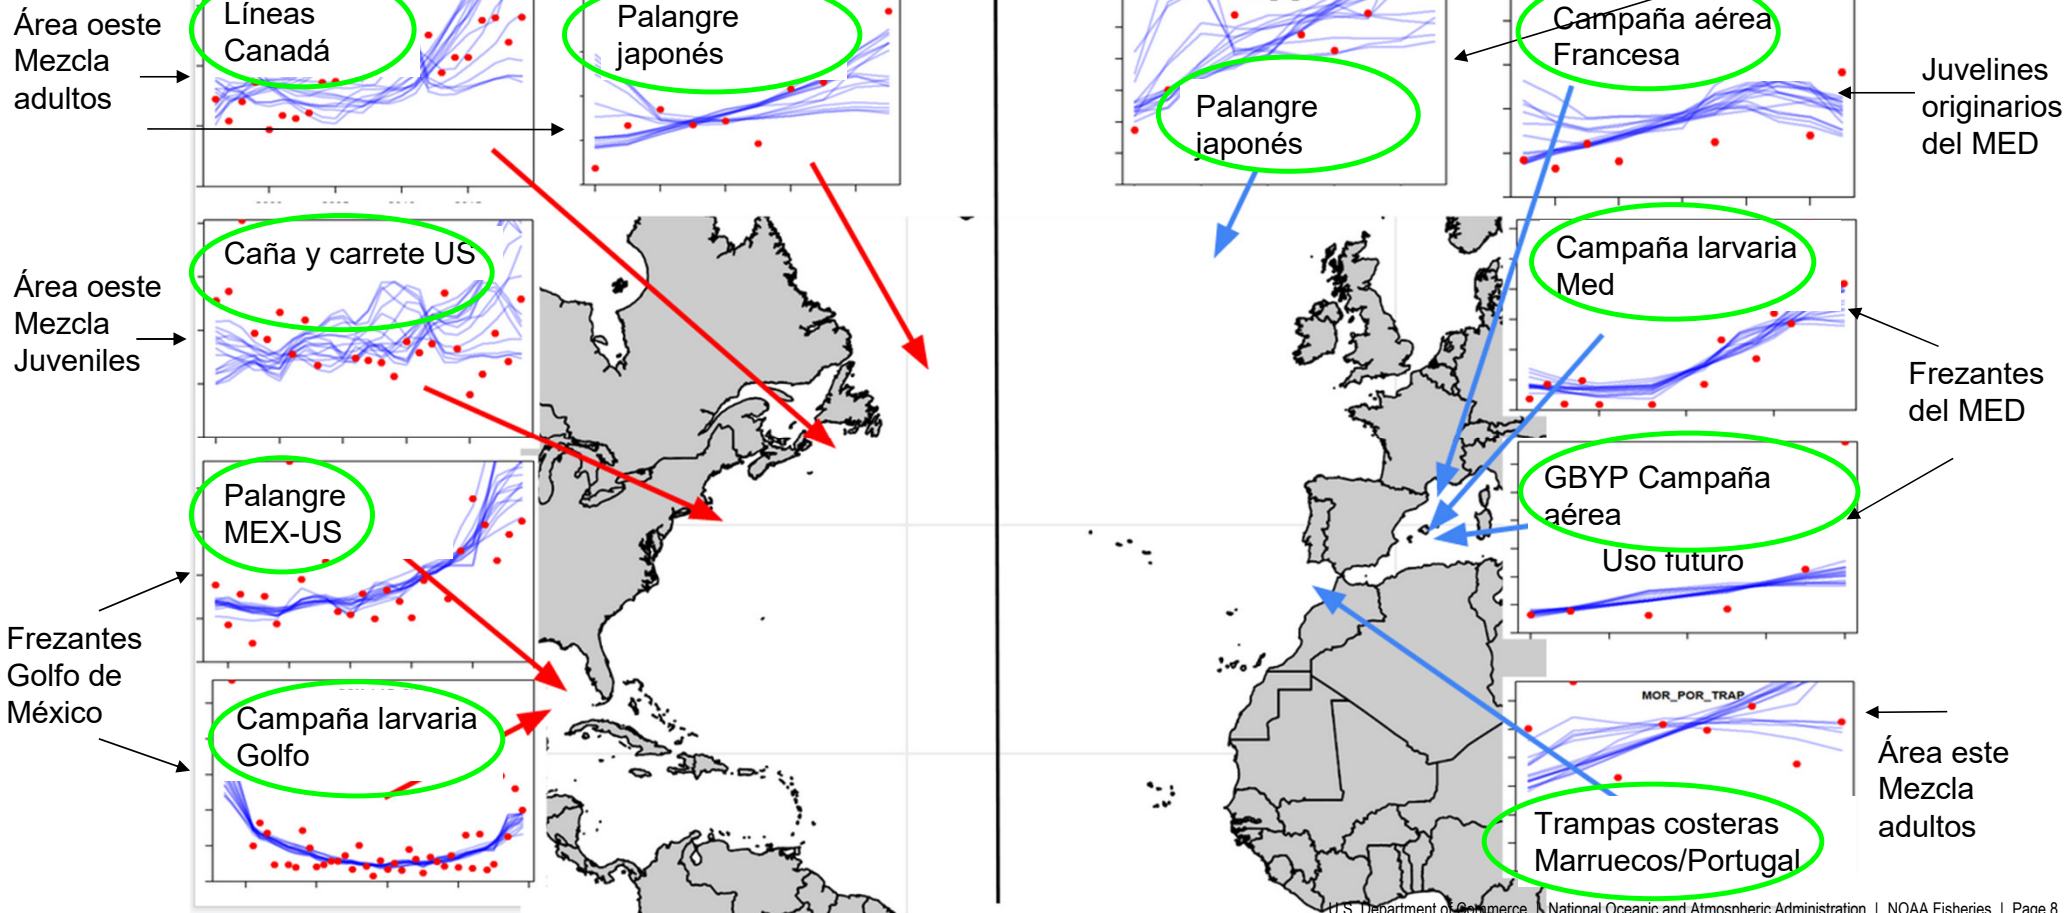 Área oeste
Mezcla
adultos
Líneas
Canadá
Palangre
japonés
Palangre
japonés
Campaña aérea
Francesa
Juvelines
originarios
del MED
Área oeste
Mezcla
Juveniles
Caña y carrete US
Campaña larvaria
Med
Frezantes
del MED
Palangre
MEX-US
GBYP Campaña
aérea
Uso futuro
Frezantes
Golfo de
México
Campaña larvaria
Golfo
MOR_POR_TRAP
Área este
Mezcla
adultos
Trampas costeras
Marruecos/Portugal
U.S. Department of Commerce | National Oceanic and Atmospheric Administration | NOAA Fisheries | Page 8